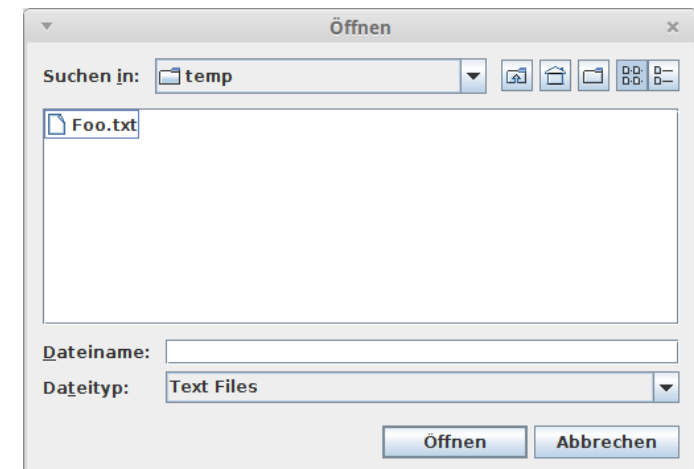 Öffnen
Suchen in: temp
Foo.txt
Dateiname:
Dateityp: Text Files
Öffnen Abbrechen